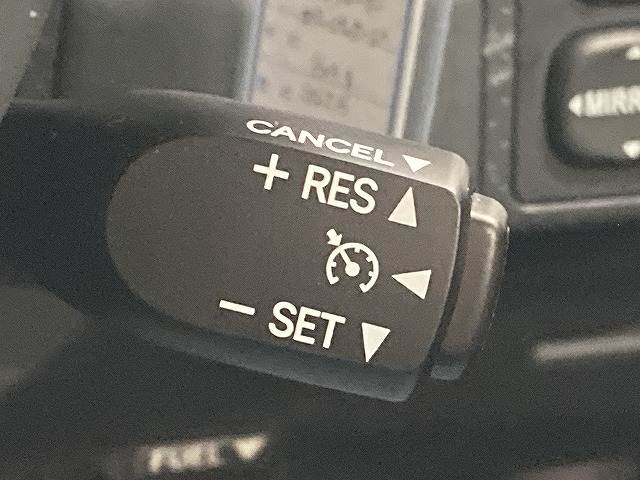 CANCEL ▼
+ RES ▲
◀
− SET ▼
◀MIRR
FUEL ▼